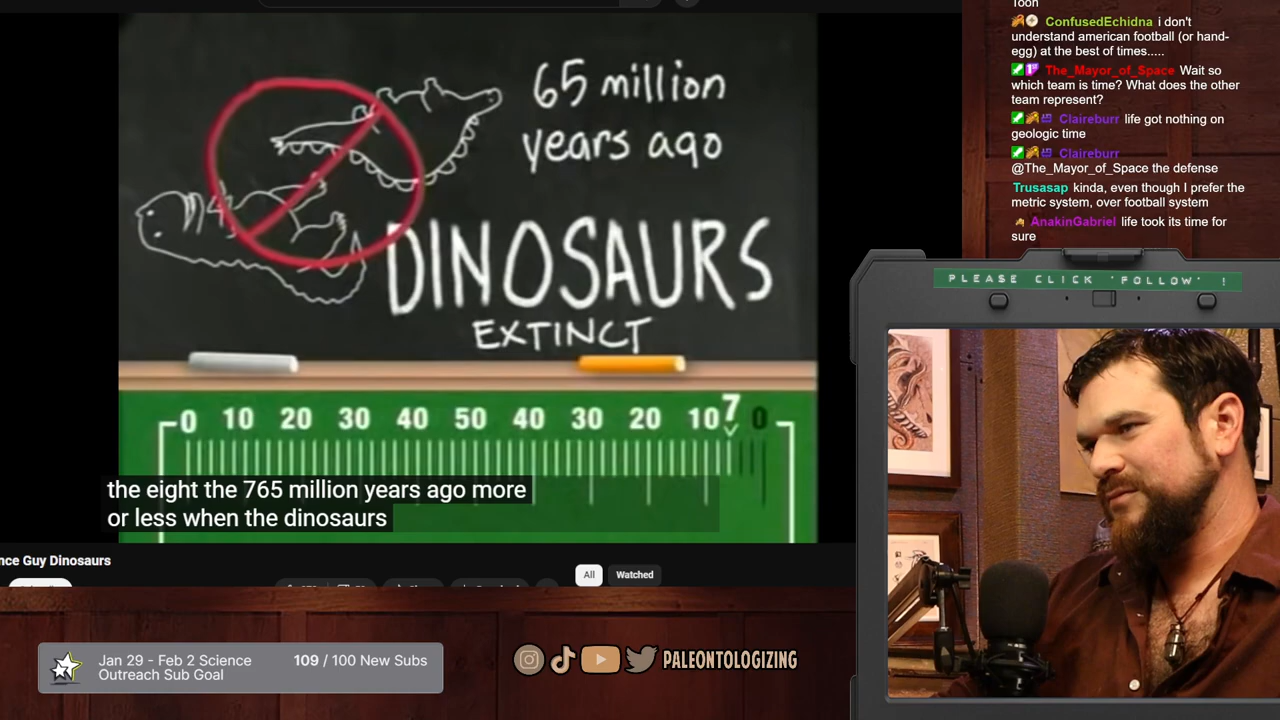 Toon
ConfusedEchidna i don't
understand american football (or hand-
egg) at the best of times.....
The_Mayor_of_Space Wait so
which team is time? What does the other
team represent?
Claireburr life got nothing on
geologic time
Claireburr
@The_Mayor_of_Space the defense
Trusasap kinda, even though I prefer the
metric system, over football system
AnakinGabriel life took its time for
sure
65 million
years ago
DINOSAURS
EXTINCT
0 10 20 30 40 50 40 30 20 10 7 0
the eight the 765 million years ago more
or less when the dinosaurs
nce Guy Dinosaurs
All Watched
PLEASE CLICK "FOLLOW" !
Jan 29 - Feb 2 Science
Outreach Sub Goal
109 / 100 New Subs
PALEONTOLOGIZING